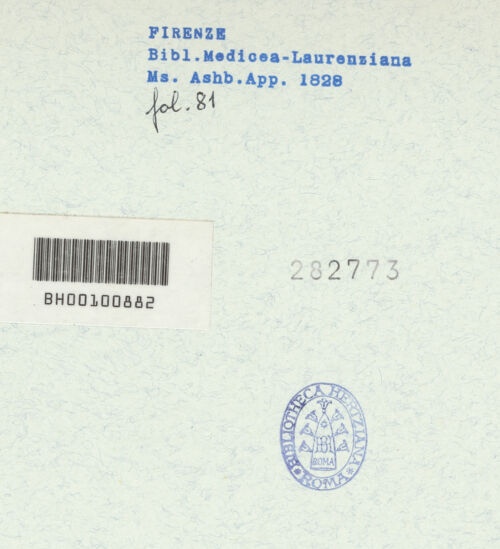 FIRENZE
Bibl.Medicea-Laurenziana
Ms. Ashb.App. 1828
fol. 81
282773
BH00100882
BIBLIOTHECA HERTZIANA
ROMA
* ROMA *